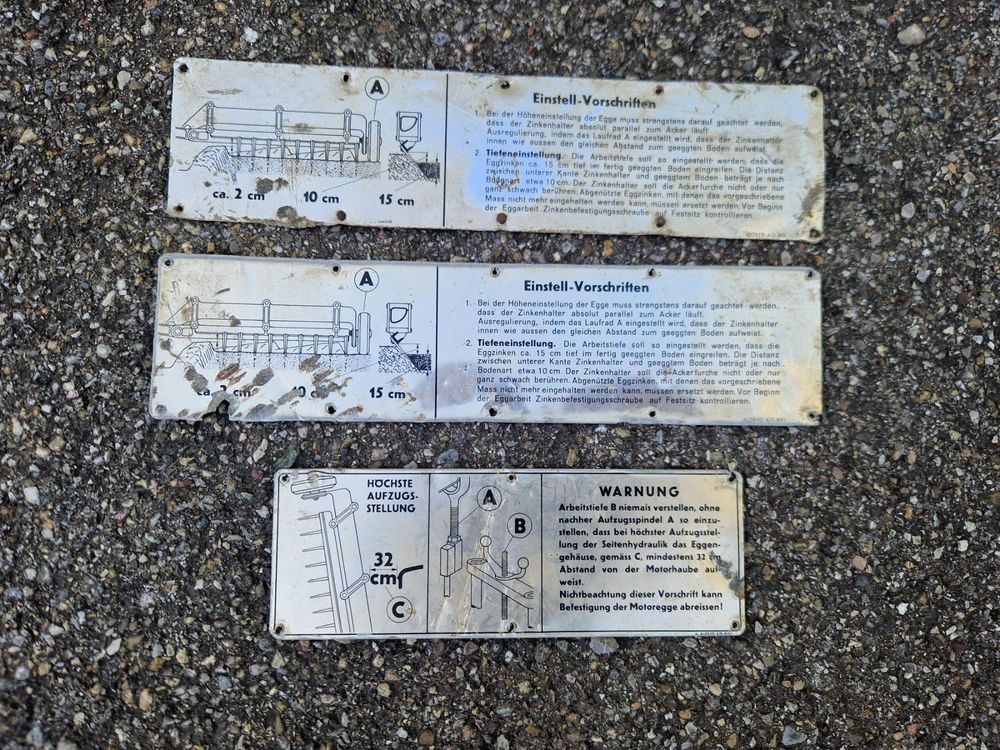 A
ca. 2 cm 10 cm 15 cm
Einstell-Vorschriften
1. Bei der Höheneinstellung der Egge muss strengstens darauf geachtet werden,
dass der Zinkenhalter absolut parallel zum Acker läuft
Ausregulierung, indem das Laufrad A eingestellt wird, dass der Zinkenhalter
innen wie aussen den gleichen Abstand zum geeggten Boden aufweist.
2. Tiefeneinstellung. Die Arbeitstiefe soll so eingestellt werden, dass die
Eggzinken ca. 15 cm tief im fertig geeggten Boden eingreifen. Die Distanz
zwischen unterer Kante Zinkenhalter und geeggtem Boden beträgt je nach
Bodenart etwa 10 cm. Der Zinkenhalter soll die Ackerfurche nicht oder nur
ganz schwach berühren. Abgenützte Eggzinken, mit denen das vorgeschriebene
Mass nicht mehr eingehalten werden kann, müssen ersetzt werden. Vor Beginn
der Eggarbeit Zinkenbefestigungsschraube auf Festsitz kontrollieren.
A
cm 10 15 cm
Einstell-Vorschriften
1. Bei der Höheneinstellung der Egge muss strengstens darauf geachtet werden,
dass der Zinkenhalter absolut parallel zum Acker läuft.
Ausregulierung, indem das Laufrad A eingestellt wird, dass der Zinkenhalter
innen wie aussen den gleichen Abstand zum geeggten Boden aufweist.
2. Tiefeneinstellung. Die Arbeitstiefe soll so eingestellt werden, dass die
Eggzinken ca. 15 cm tief im fertig geeggten Boden eingreifen. Die Distanz
zwischen unterer Kante Zinkenhalter und geeggtem Boden beträgt je nach
Bodenart etwa 10 cm. Der Zinkenhalter soll die Ackerfurche nicht oder nur
ganz schwach berühren. Abgenützte Eggzinken, mit denen das vorgeschriebene
Mass nicht mehr eingehalten werden kann, müssen ersetzt werden. Vor Beginn
der Eggarbeit Zinkenbefestigungsschraube auf Festsitz kontrollieren.
HÖCHSTE
AUFZUGS-
STELLUNG
32
cm
C
A
B
WARNUNG
Arbeitstiefe B niemals verstellen, ohne
nachher Aufzugsspindel A so einzu-
stellen, dass bei höchster Aufzugsstel-
lung der Seitenhydraulik das Eggen-
gehäuse, gemäss C, mindestens 32 cm
Abstand von der Motorhaube auf-
weist.
Nichtbeachtung dieser Vorschrift kann
Befestigung der Motoregge abreissen!